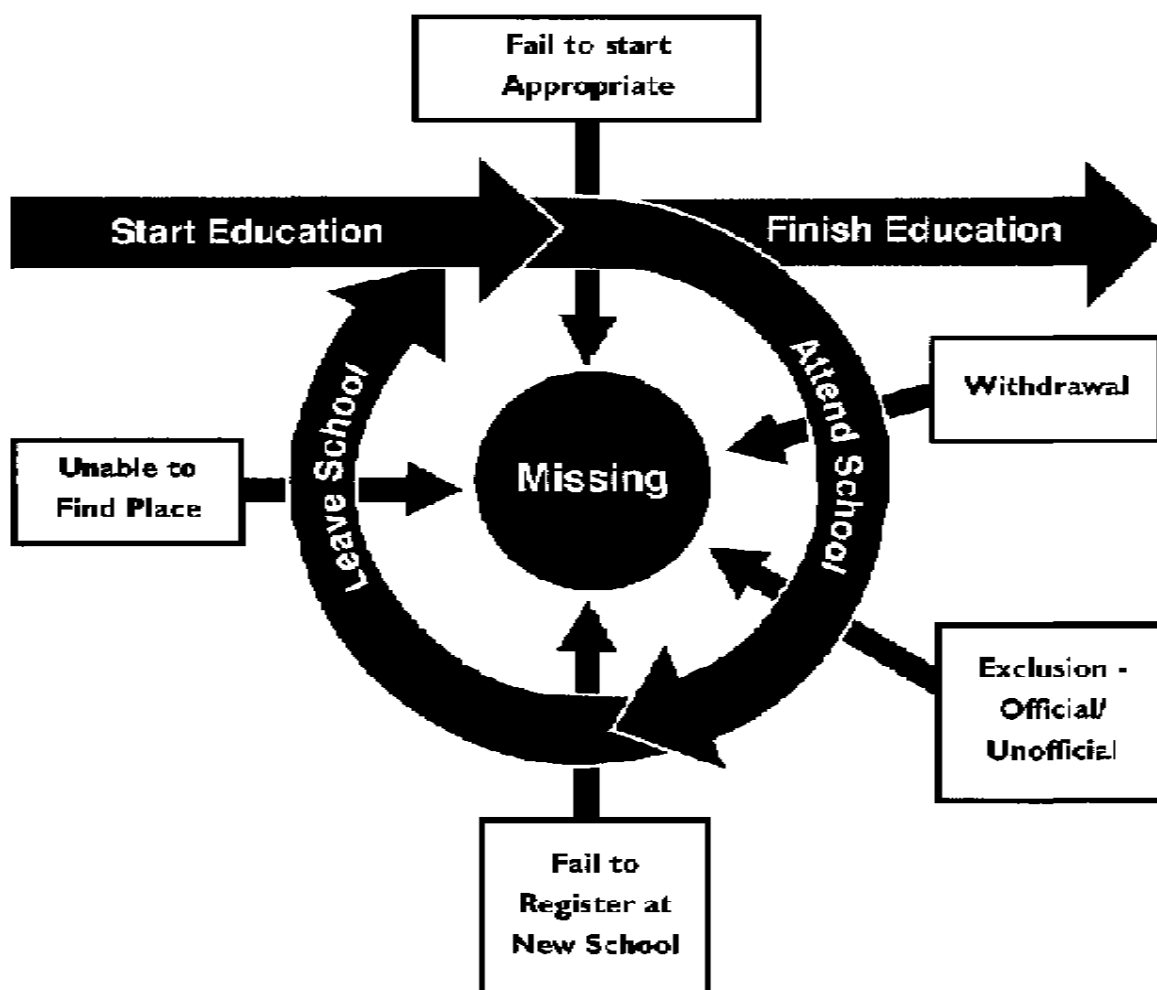 Fail to start
Appropriate
Start Education
Finish Education
Attend School
Withdrawal
Leave School
Unable to
Find Place
Missing
Exclusion -
Official/
Unofficial
Fail to
Register at
New School